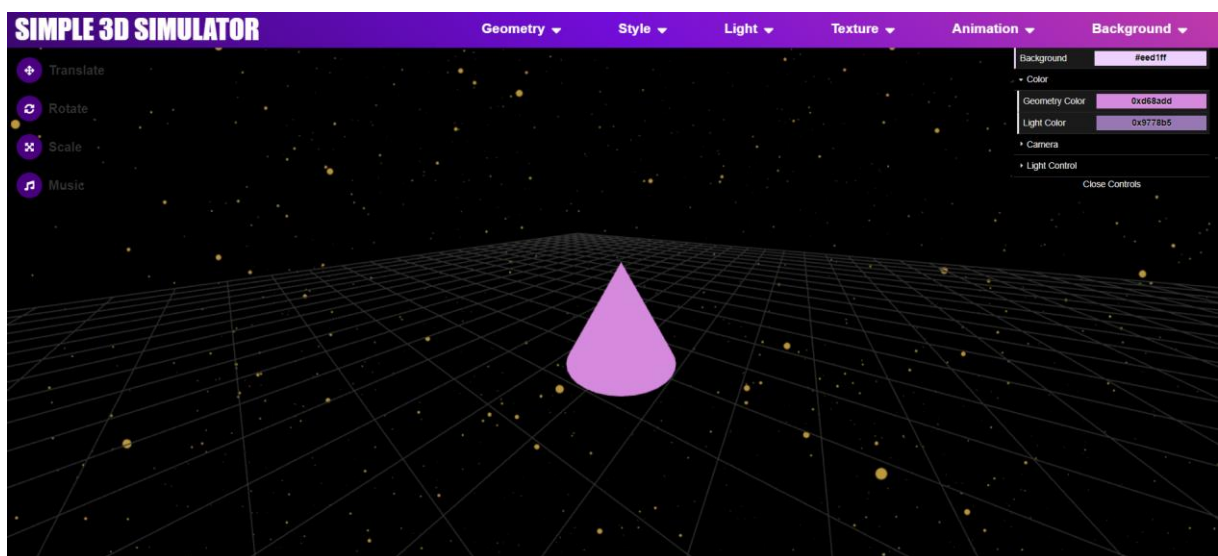 SIMPLE 3D SIMULATOR
Geometry
Style
Light
Texture
Animation
Background
Translate
Rotate
Scale
Music
Background #eed1ff
Color
Geometry Color 0xd68add
Light Color 0x9778b5
Camera
Light Control
Close Controls